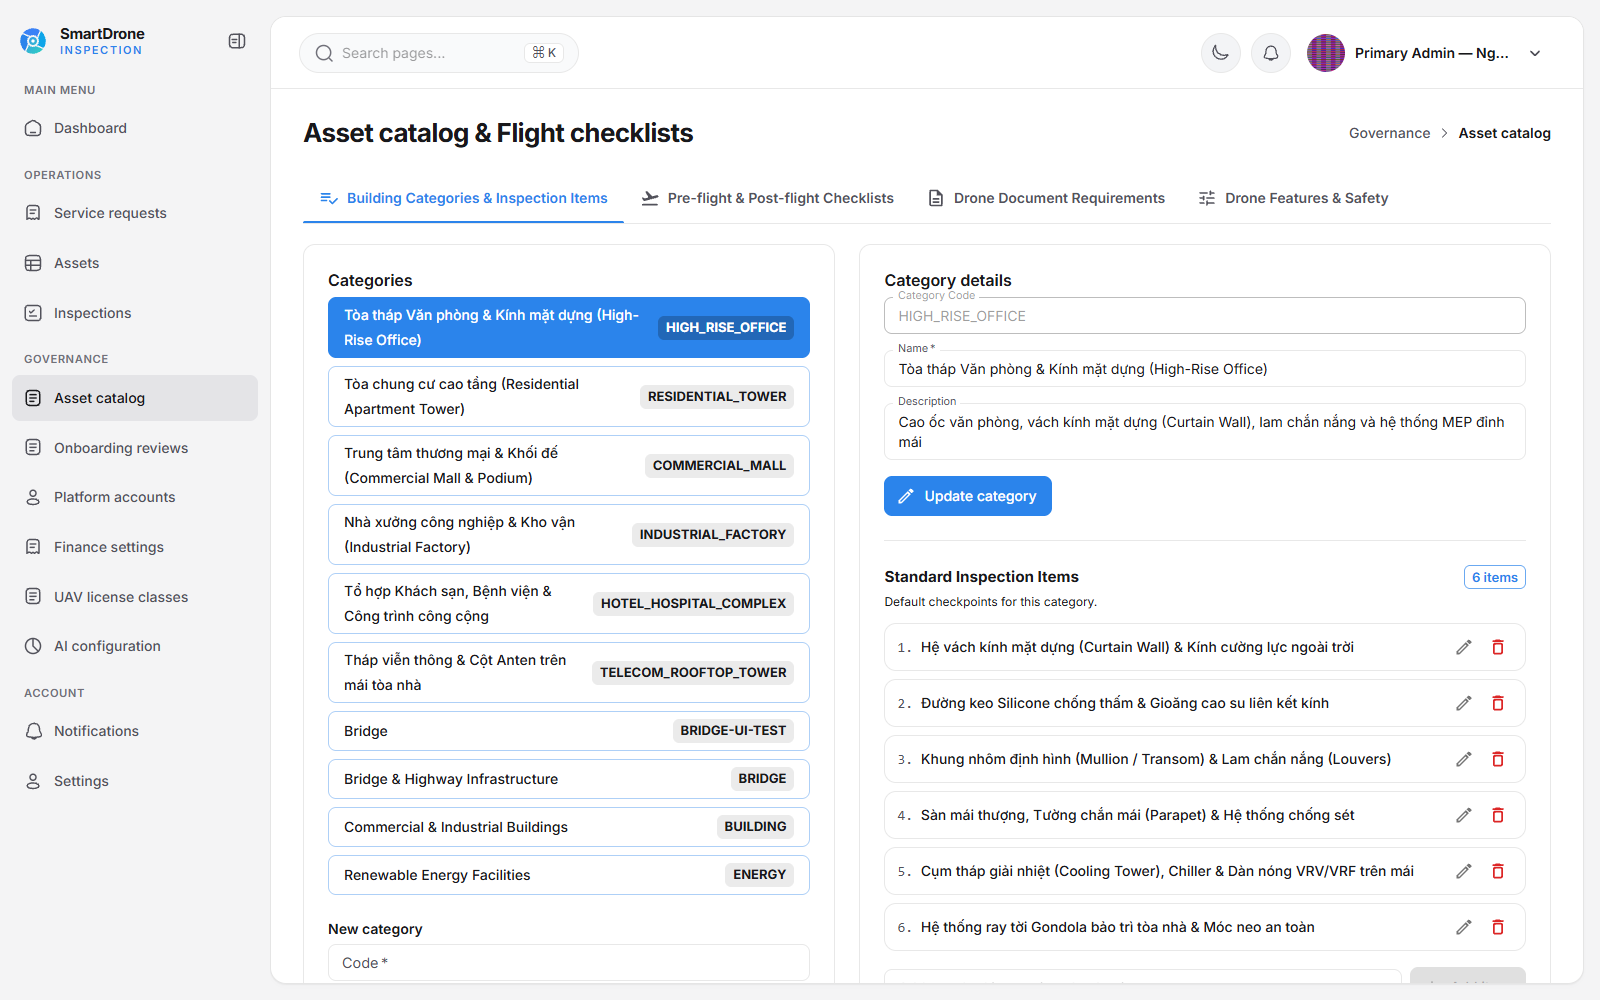 SmartDrone
INSPECTION
MAIN MENU
Dashboard
OPERATIONS
Service requests
Assets
Inspections
GOVERNANCE
Asset catalog
Onboarding reviews
Platform accounts
Finance settings
UAV license classes
AI configuration
ACCOUNT
Notifications
Settings
Search pages...
⌘ K
Primary Admin — Ng...
Asset catalog & Flight checklists
Governance > Asset catalog
Building Categories & Inspection Items
Pre-flight & Post-flight Checklists
Drone Document Requirements
Drone Features & Safety
Categories
Tòa tháp Văn phòng & Kính mặt dựng (High-
Rise Office)
HIGH_RISE_OFFICE
Tòa chung cư cao tầng (Residential
Apartment Tower)
RESIDENTIAL_TOWER
Trung tâm thương mại & Khối đế
(Commercial Mall & Podium)
COMMERCIAL_MALL
Nhà xưởng công nghiệp & Kho vận
(Industrial Factory)
INDUSTRIAL_FACTORY
Tổ hợp Khách sạn, Bệnh viện &
Công trình công cộng
HOTEL_HOSPITAL_COMPLEX
Tháp viễn thông & Cột Anten trên
mái tòa nhà
TELECOM_ROOFTOP_TOWER
Bridge
BRIDGE-UI-TEST
Bridge & Highway Infrastructure
BRIDGE
Commercial & Industrial Buildings
BUILDING
Renewable Energy Facilities
ENERGY
New category
Code *
Category details
Category Code
HIGH_RISE_OFFICE
Name *
Tòa tháp Văn phòng & Kính mặt dựng (High-Rise Office)
Description
Cao ốc văn phòng, vách kính mặt dựng (Curtain Wall), lam chắn nắng và hệ thống MEP đỉnh
mái
Update category
Standard Inspection Items
6 items
Default checkpoints for this category.
1. Hệ vách kính mặt dựng (Curtain Wall) & Kính cường lực ngoài trời
2. Đường keo Silicone chống thấm & Gioăng cao su liên kết kính
3. Khung nhôm định hình (Mullion / Transom) & Lam chắn nắng (Louvers)
4. Sàn mái thượng, Tường chắn mái (Parapet) & Hệ thống chống sét
5. Cụm tháp giải nhiệt (Cooling Tower), Chiller & Dàn nóng VRV/VRF trên mái
6. Hệ thống ray tời Gondola bảo trì tòa nhà & Móc neo an toàn